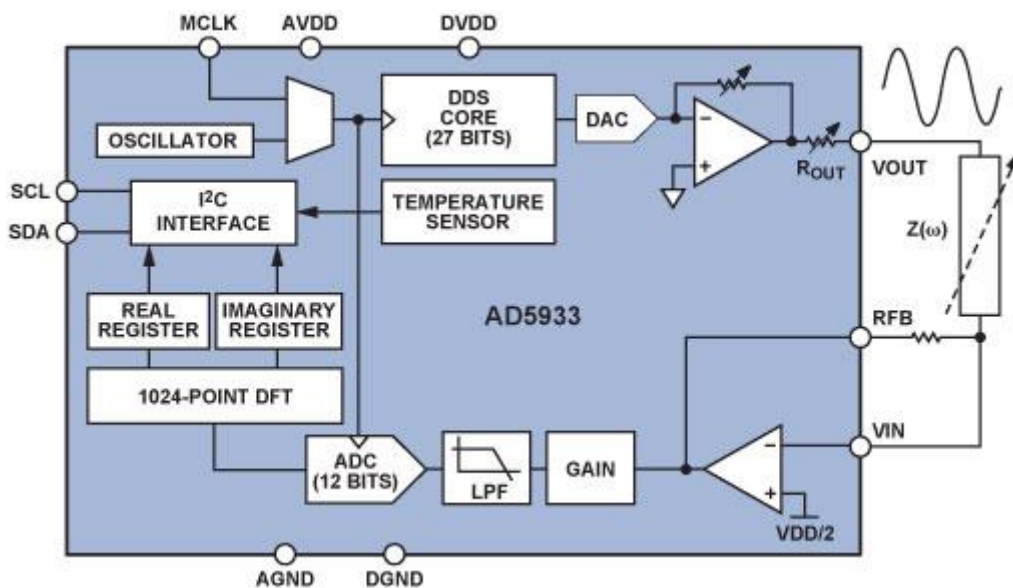 MCLK
AVDD
DVDD
OSCILLATOR
DDS
CORE
(27 BITS)
DAC
ROUT
VOUT
SCL
SDA
I²C
INTERFACE
TEMPERATURE
SENSOR
Z(ω)
REAL
REGISTER
IMAGINARY
REGISTER
AD5933
RFB
1024-POINT DFT
VIN
ADC
(12 BITS)
LPF
GAIN
VDD/2
AGND
DGND